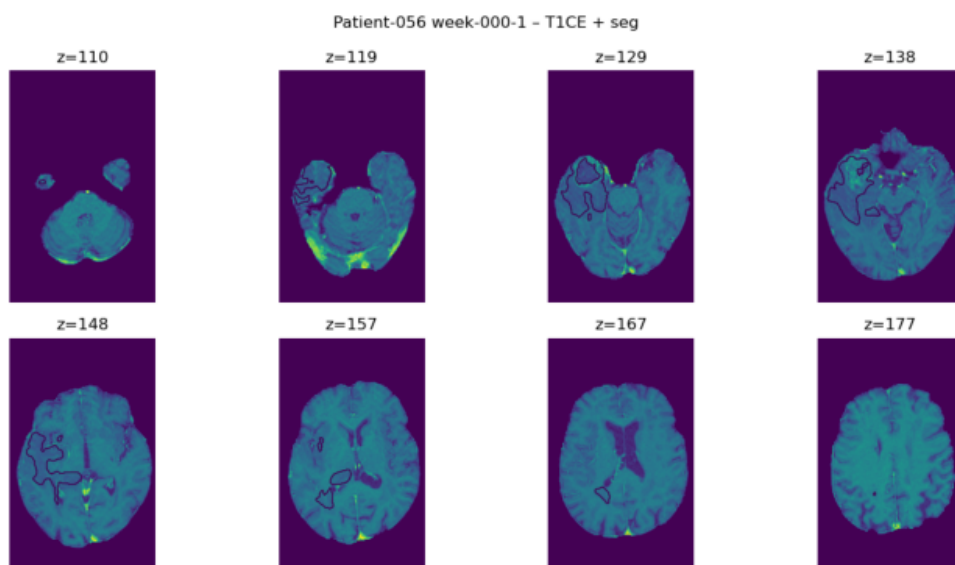 Patient-056 week-000-1 – T1CE + seg
z=110
z=119
z=129
z=138
z=148
z=157
z=167
z=177